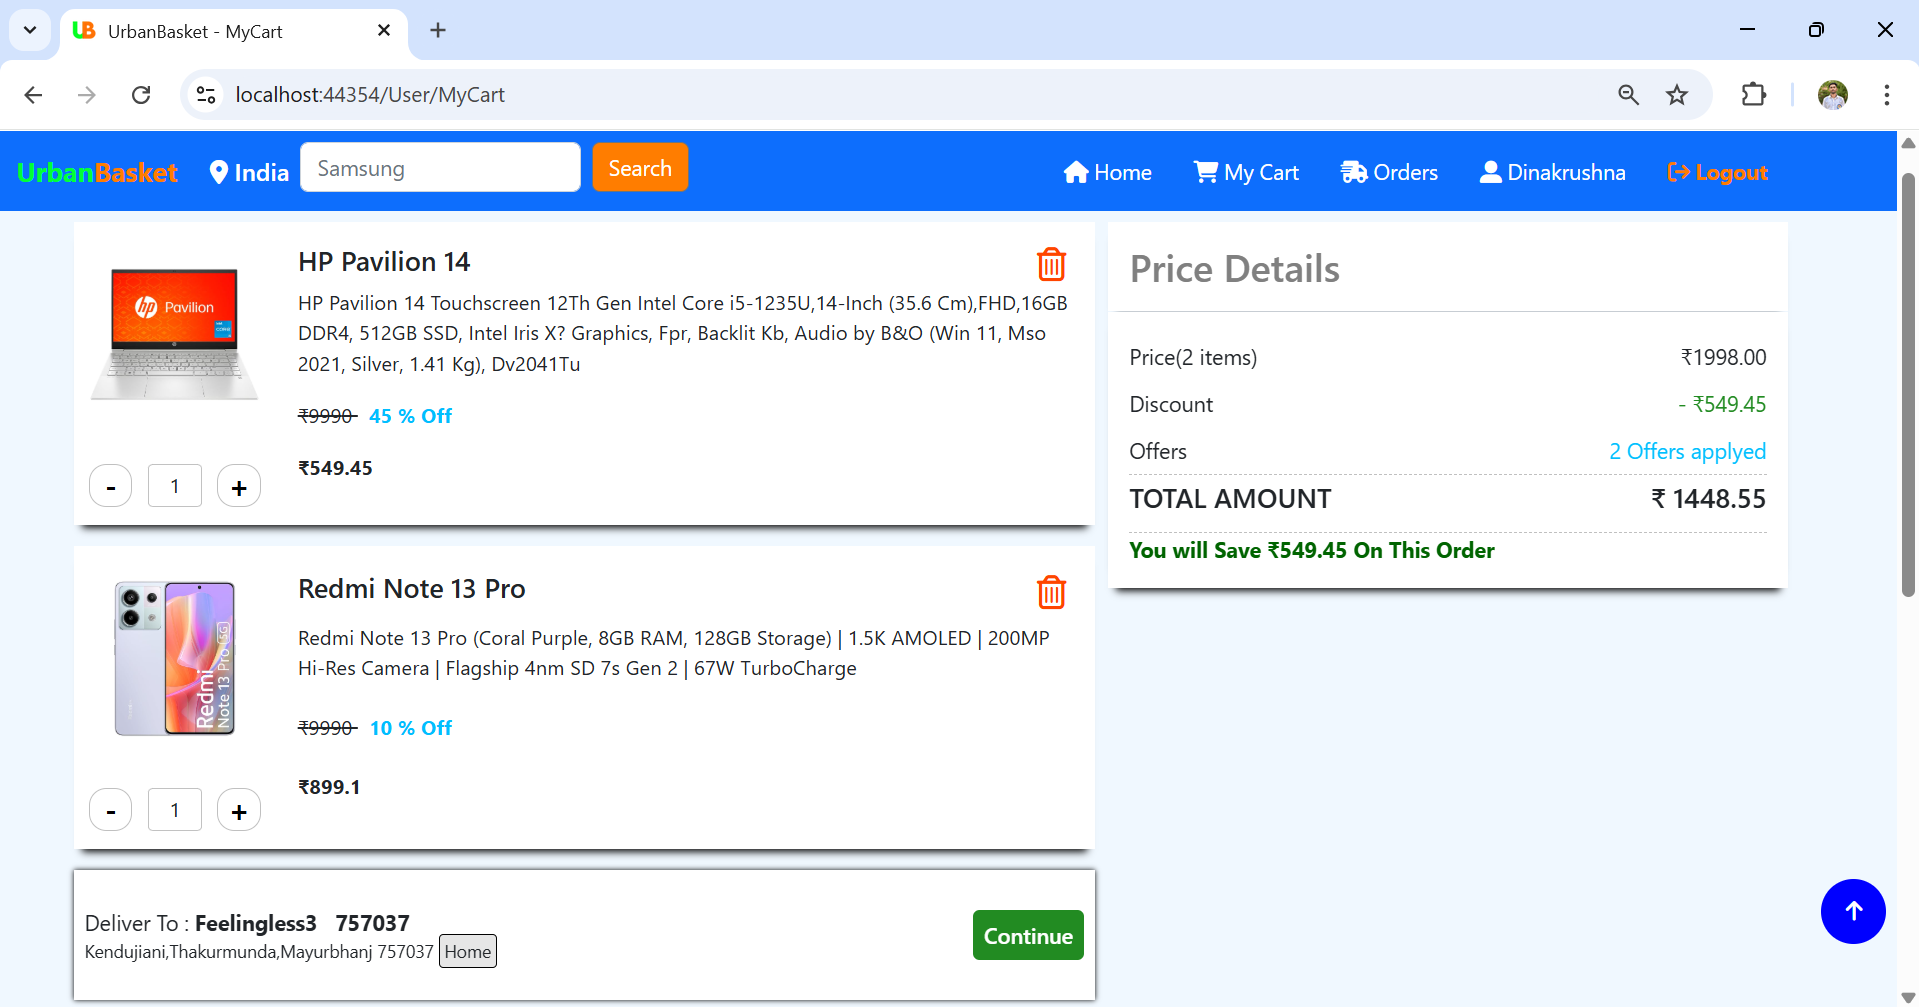 UB UrbanBasket - MyCart
localhost:44354/User/MyCart
UrbanBasket India Samsung Search Home My Cart Orders Dinakrushna Logout
HP Pavilion 14
hp Pavilion
HP Pavilion 14 Touchscreen 12Th Gen Intel Core i5-1235U,14-Inch (35.6 Cm),FHD,16GB
DDR4, 512GB SSD, Intel Iris X? Graphics, Fpr, Backlit Kb, Audio by B&O (Win 11, Mso
2021, Silver, 1.41 Kg), Dv2041Tu
₹9990 45 % Off
₹549.45
- 1 +
Redmi Note 13 Pro
Redmi Note 13 Pro (Coral Purple, 8GB RAM, 128GB Storage) | 1.5K AMOLED | 200MP
Hi-Res Camera | Flagship 4nm SD 7s Gen 2 | 67W TurboCharge
Redmi
Note 13 Pro 5G
₹9990 10 % Off
₹899.1
- 1 +
Deliver To : Feelingless3 757037
Kendujiani,Thakurmunda,Mayurbhanj 757037 Home
Continue
Price Details
Price(2 items) ₹1998.00
Discount - ₹549.45
Offers 2 Offers applyed
TOTAL AMOUNT ₹ 1448.55
You will Save ₹549.45 On This Order